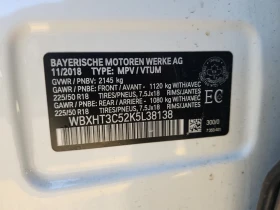 BAYERISCHE MOTOREN WERKE AG
11/2018 TYPE: MPV / VTUM
GVWR / PNBV: 2145 kg
GAWR / PNBE: FRONT / AVANT: 1120 kg WITH/AVEC
225/50 R18 TIRES/PNEUS, 7.5Jx18 RIMS/JANTES
GAWR / PNBE: REAR / ARRIERE: 1080 kg WITH/AVEC
225/50 R18 TIRES/PNEUS, 7.5Jx18 RIMS/JANTES
WBXHT3C52K5L38138
EC
300/0